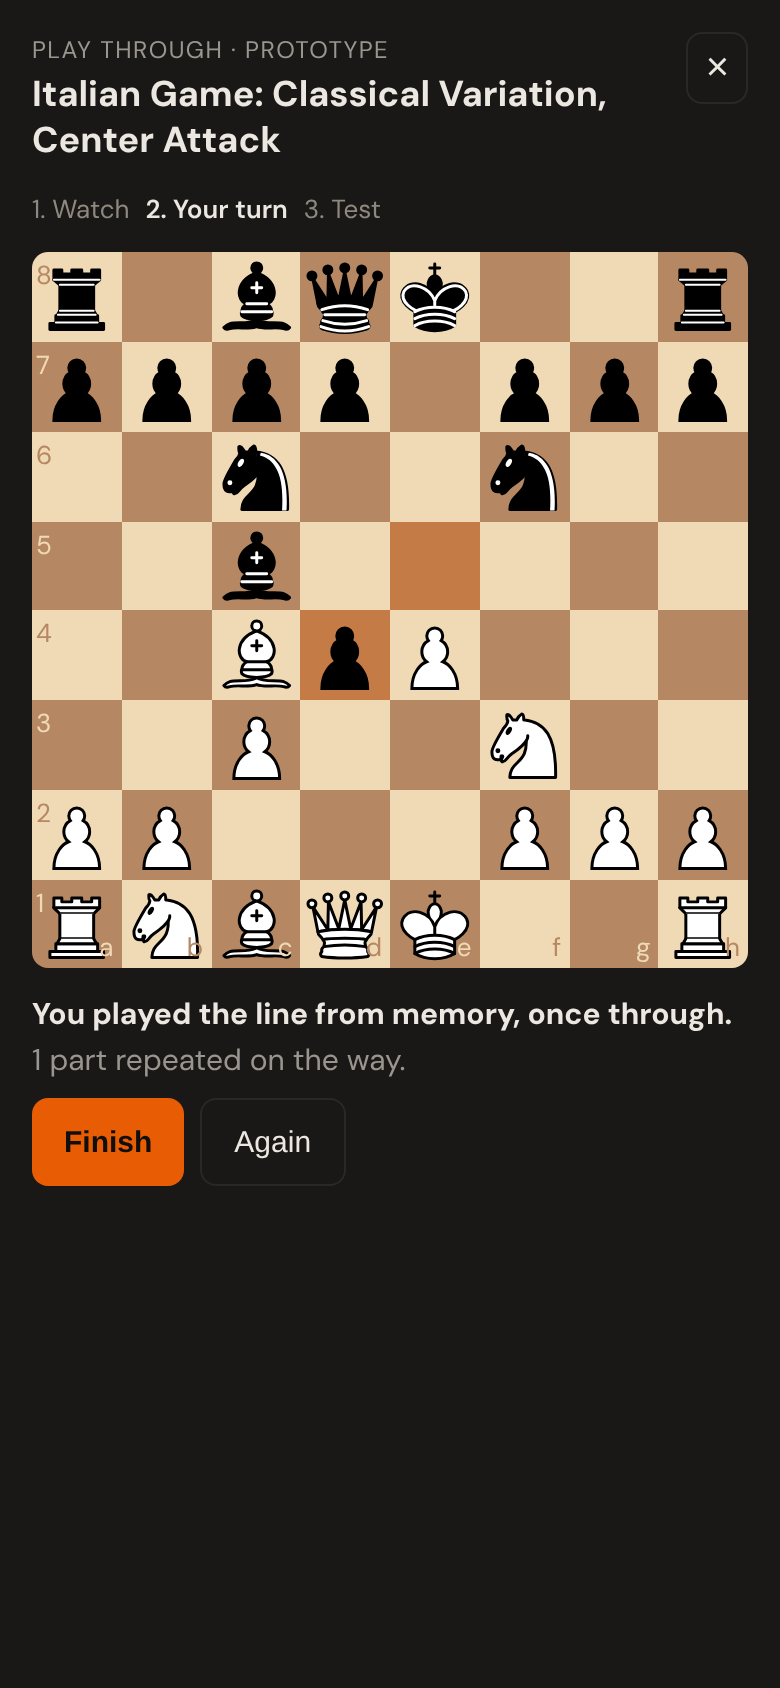 PLAY THROUGH · PROTOTYPE
Italian Game: Classical Variation,
Center Attack
1. Watch 2. Your turn 3. Test
8
7
6
5
4
3
2
1
a b c d e f g h
You played the line from memory, once through.
1 part repeated on the way.
Finish Again